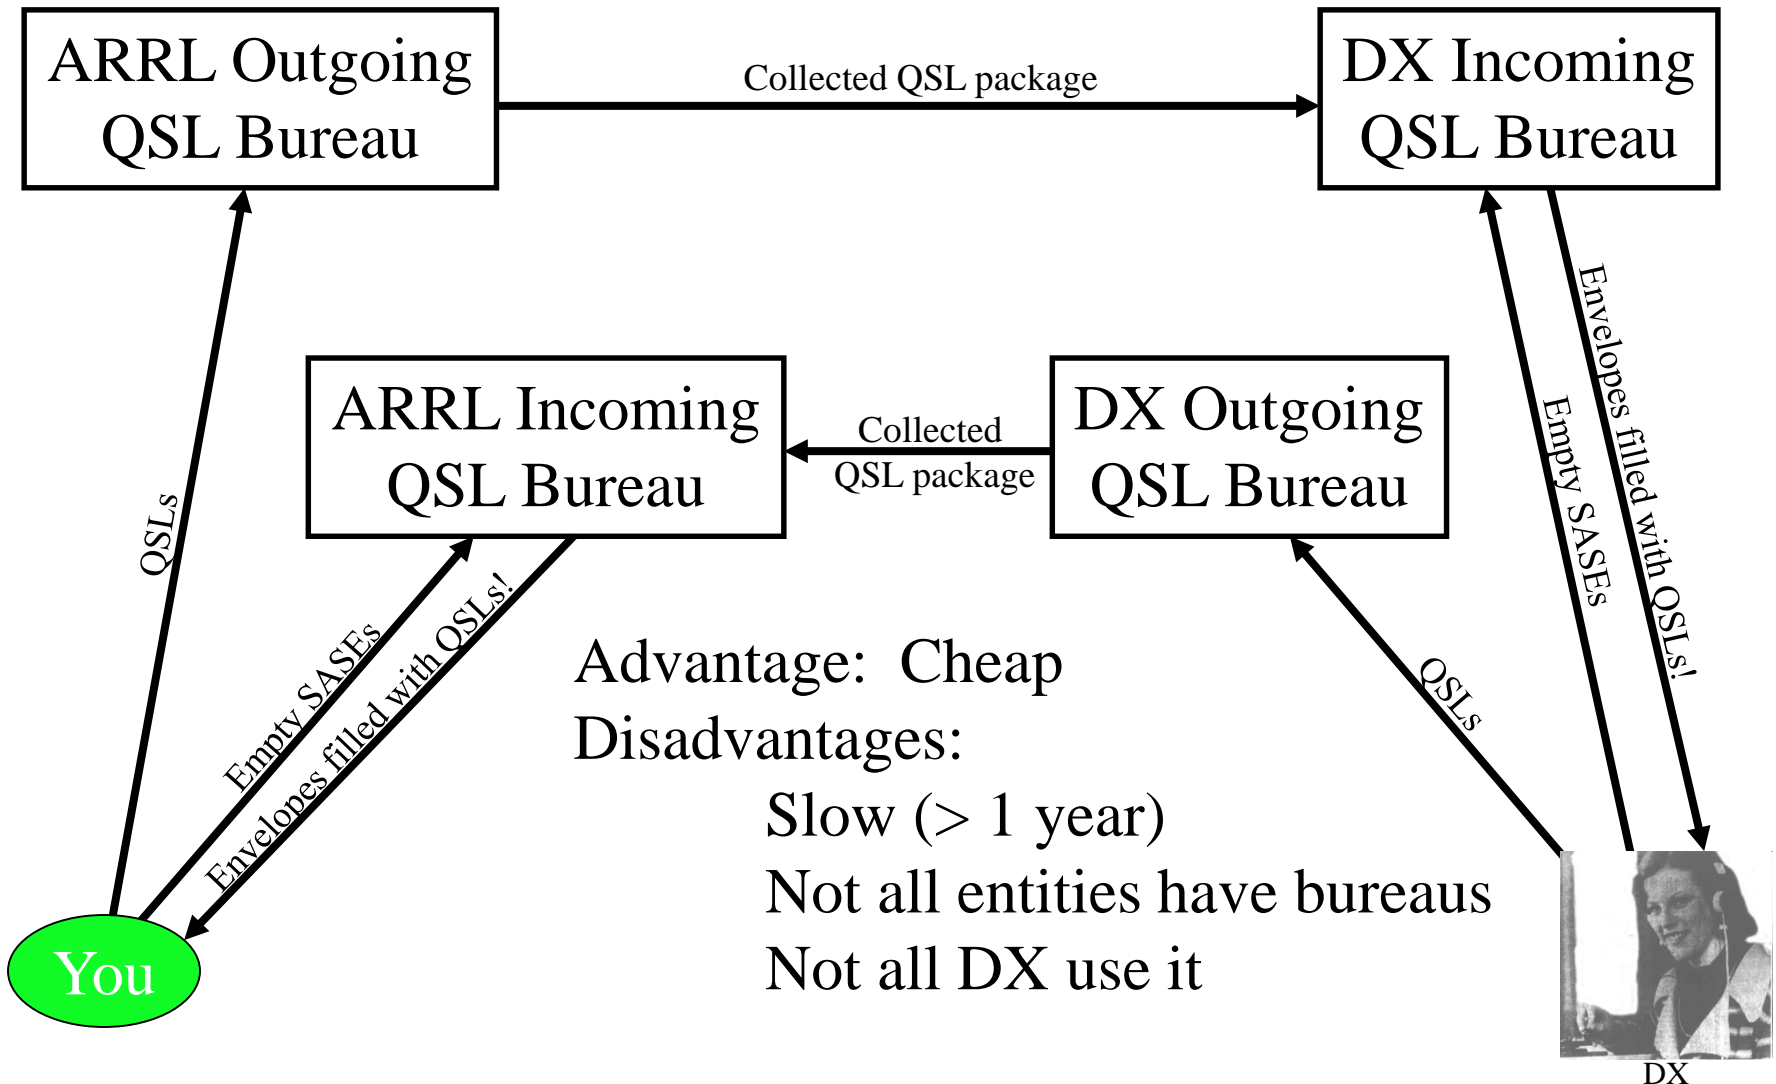 ARRL Outgoing
QSL Bureau
Collected QSL package
DX Incoming
QSL Bureau
QSLs
ARRL Incoming
QSL Bureau
Collected
QSL package
DX Outgoing
QSL Bureau
Empty SASEs
Envelopes filled with QSLs!
Empty SASEs
Envelopes filled with QSLs!
QSLs
Advantage:  Cheap
Disadvantages:
Slow (> 1 year)
Not all entities have bureaus
Not all DX use it
You
DX